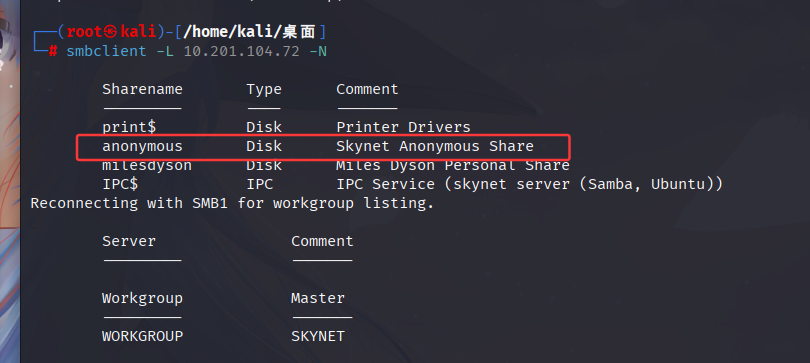 ┌──(root㉿kali)-[/home/kali/桌面]
└─# smbclient -L 10.201.104.72 -N
Sharename Type Comment
--------- ---- -------
print$ Disk Printer Drivers
anonymous Disk Skynet Anonymous Share
milesdyson Disk Miles Dyson Personal Share
IPC$ IPC IPC Service (skynet server (Samba, Ubuntu))
Reconnecting with SMB1 for workgroup listing.
Server Comment
--------- -------
Workgroup Master
--------- -------
WORKGROUP SKYNET